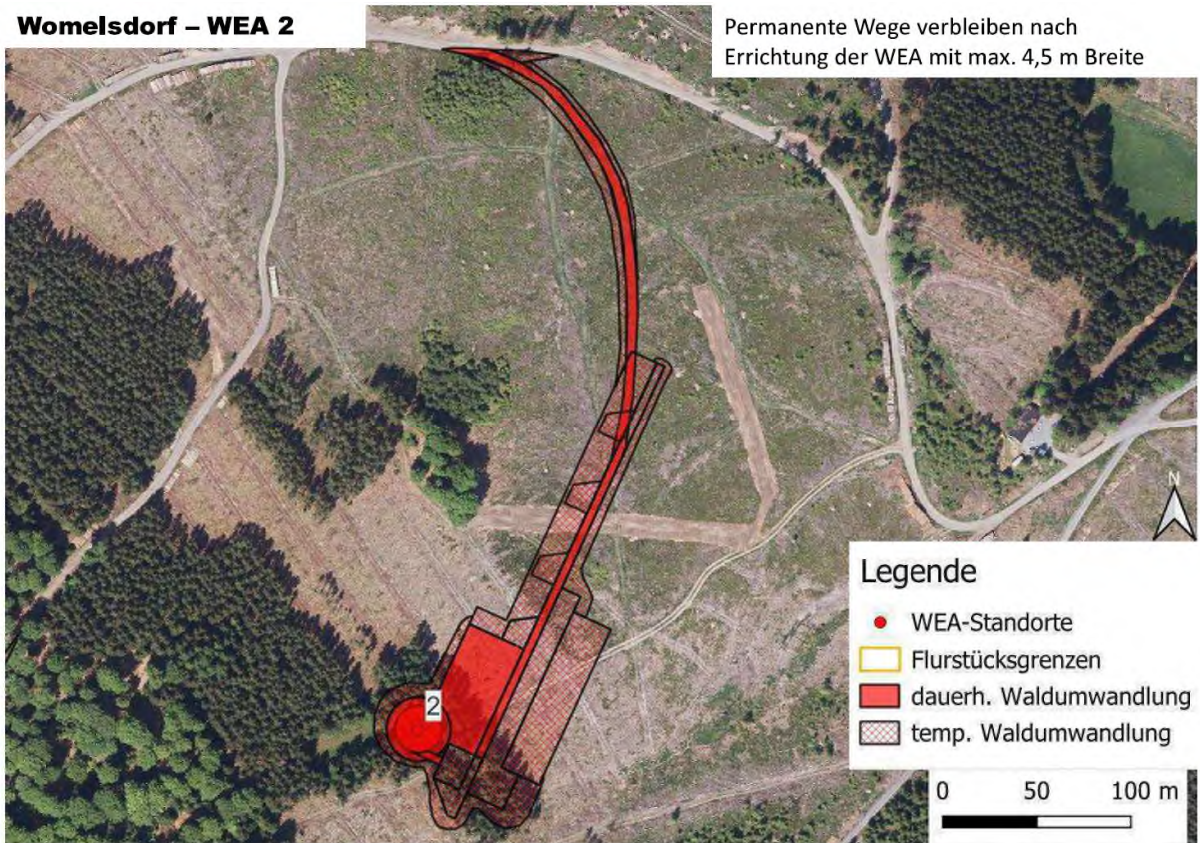 Womelsdorf – WEA 2
Permanente Wege verbleiben nach
Errichtung der WEA mit max. 4,5 m Breite
2
N
Legende
WEA-Standorte
Flurstücksgrenzen
dauerh. Waldumwandlung
temp. Waldumwandlung
0 50 100 m